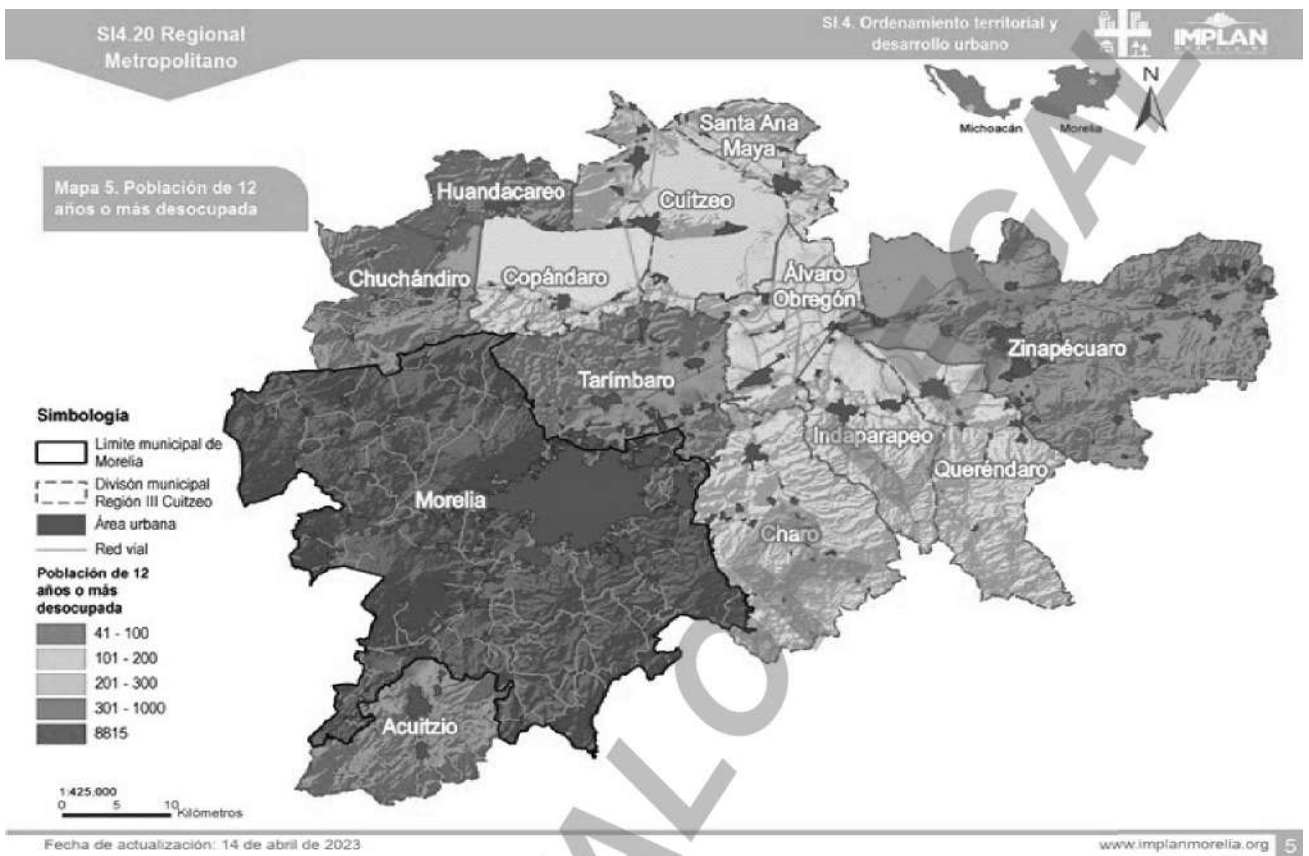 SI4.20 Regional
Metropolitano
SI.4. Ordenamiento territorial y
desarrollo urbano
IMPLAN
N
Michoacán
Morelia
Mapa 5. Población de 12
años o más desocupada
Santa Ana
Maya
Huandacareo
Cuitzeo
Chuchándiro
Copándaro
Álvaro
Obregón
Zinapécuaro
Tarímbaro
Indaparapeo
Queréndaro
Morelia
Charo
Acuitzio
Simbología
Limite municipal de
Morelia
Divisón municipal
Región III Cuitzeo
Área urbana
Red vial
Población de 12
años o más
desocupada
41 - 100
101 - 200
201 - 300
301 - 1000
8815
1:425.000
0 5 10
Kilómetros
Fecha de actualización: 14 de abril de 2023
www.implanmorelia.org 5